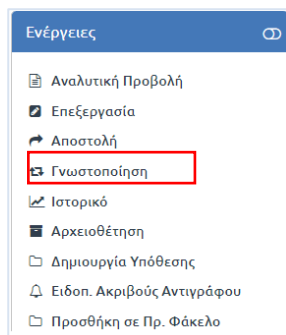 Ενέργειες
Αναλυτική Προβολή
Επεξεργασία
Αποστολή
Γνωστοποίηση
Ιστορικό
Αρχειοθέτηση
Δημιουργία Υπόθεσης
Ειδοπ. Ακριβούς Αντιγράφου
Προσθήκη σε Πρ. Φάκελο